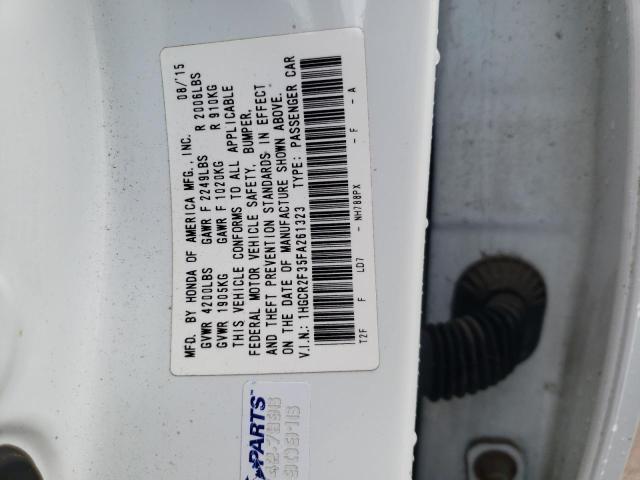 MFD. BY HONDA OF AMERICA MFG., INC. 08/15
GVWR 4200LBS GAWR F 2249LBS R 2006LBS
GVWR 1905KG GAWR F 1020KG R 910KG
THIS VEHICLE CONFORMS TO ALL APPLICABLE
FEDERAL MOTOR VEHICLE SAFETY, BUMPER,
AND THEFT PREVENTION STANDARDS IN EFFECT
ON THE DATE OF MANUFACTURE SHOWN ABOVE.
V.I.N.: 1HGCR2F35FA261323 TYPE: PASSENGER CAR
T2F F LD7 - NH788PX - F - A
PARTS